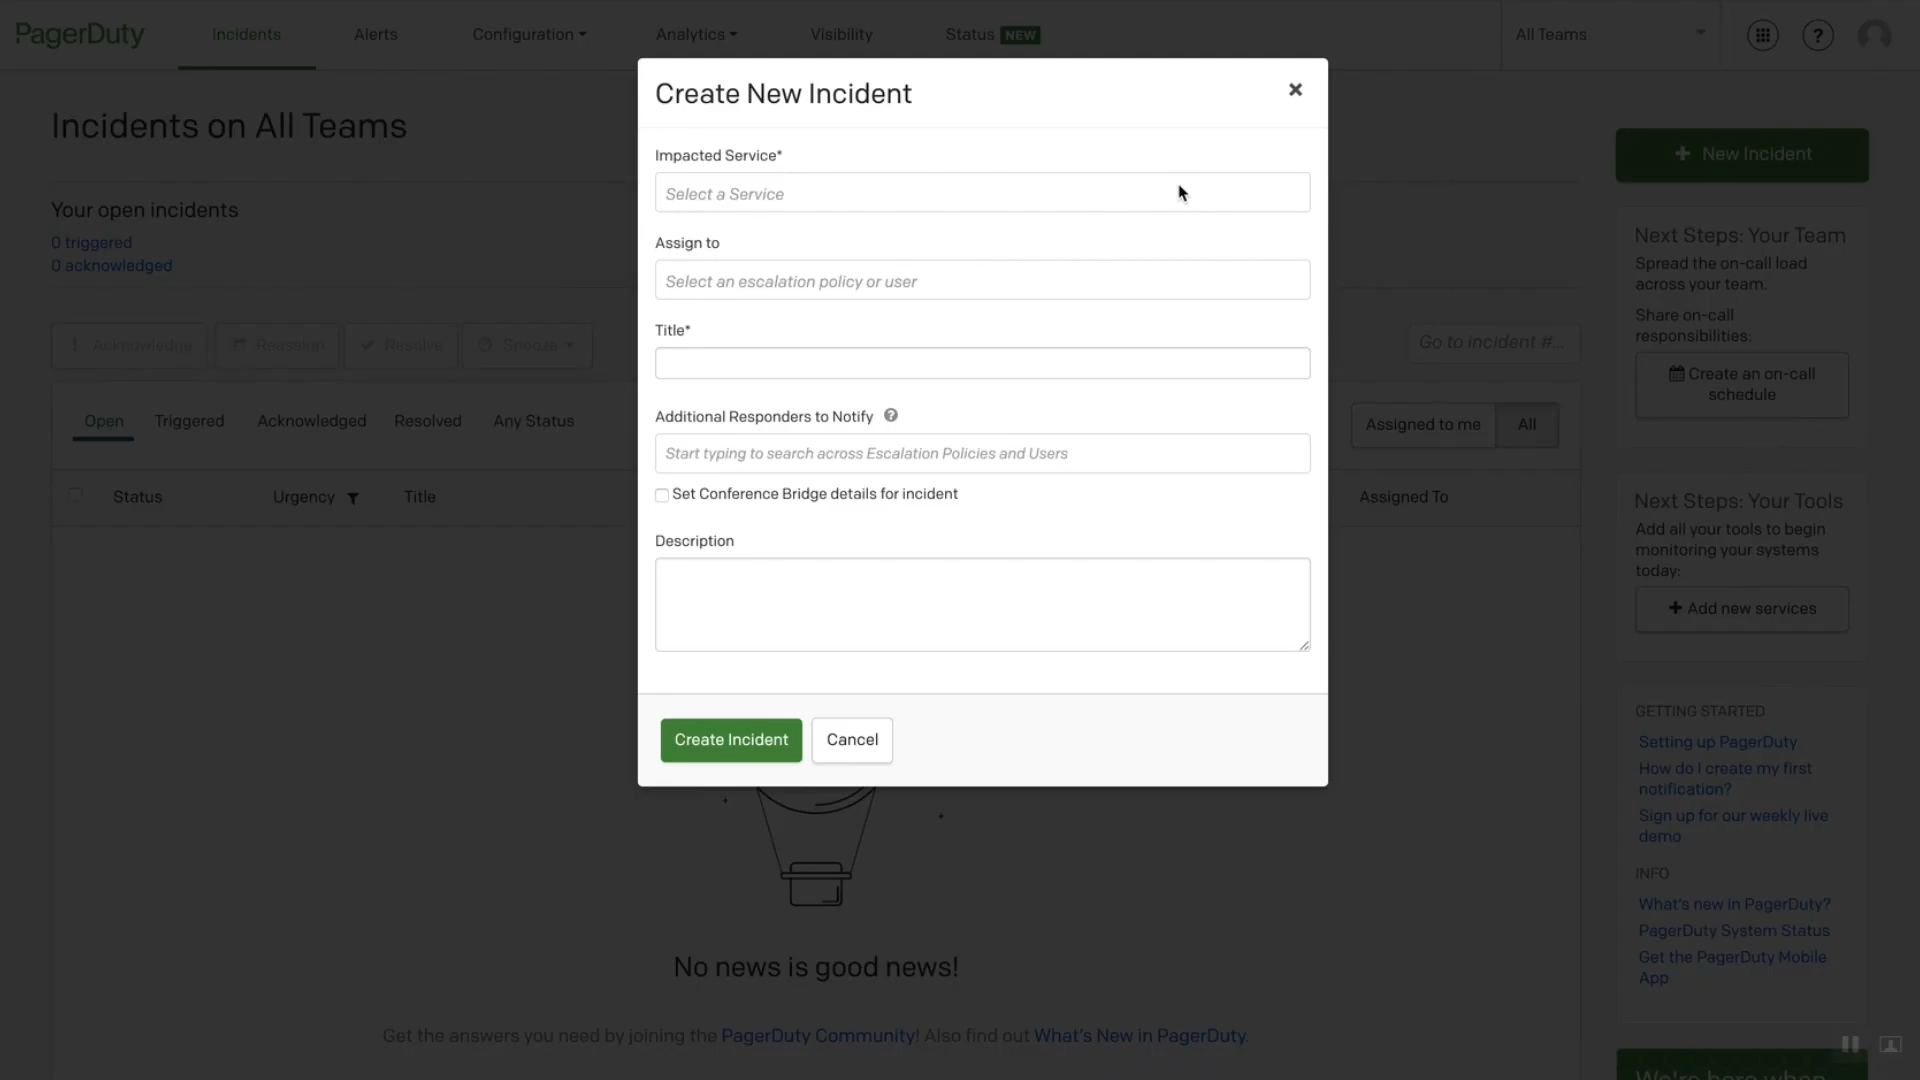 PagerDuty
Incidents
Alerts
Configuration
Analytics
Visibility
Status NEW
All Teams
?
Incidents on All Teams
Your open incidents
0 triggered
0 acknowledged
Acknowledge
Reassign
Resolve
Snooze
Go to incident #...
Open
Triggered
Acknowledged
Resolved
Any Status
Assigned to me
All
Status
Urgency
Title
Assigned To
Create New Incident
Impacted Service*
Select a Service
Assign to
Select an escalation policy or user
Title*
Additional Responders to Notify ?
Start typing to search across Escalation Policies and Users
Set Conference Bridge details for incident
Description
Create Incident
Cancel
No news is good news!
Get the answers you need by joining the PagerDuty Community! Also find out What's New in PagerDuty.
+ New Incident
Next Steps: Your Team
Spread the on-call load
across your team.
Share on-call
responsibilities:
Create an on-call
schedule
Next Steps: Your Tools
Add all your tools to begin
monitoring your systems
today:
+ Add new services
GETTING STARTED
Setting up PagerDuty
How do I create my first
notification?
Sign up for our weekly live
demo
INFO
What's new in PagerDuty?
PagerDuty System Status
Get the PagerDuty Mobile
App
We're here when